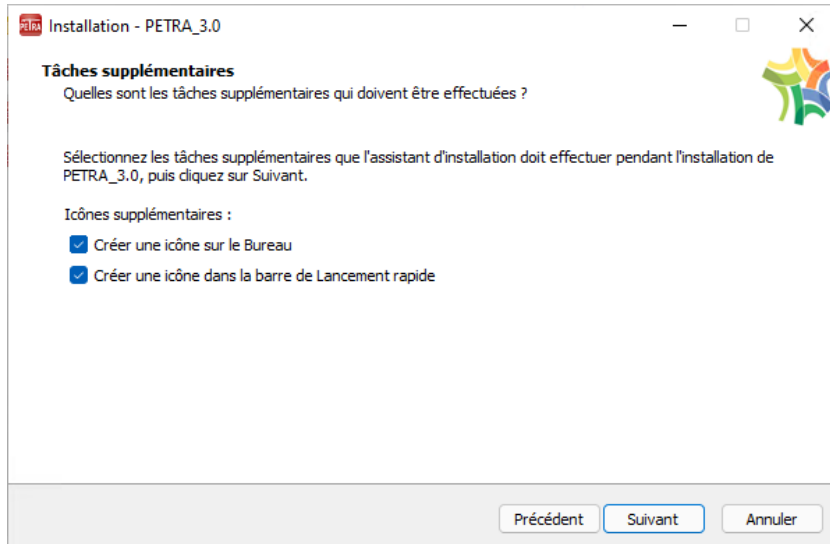 PETRA
Installation - PETRA_3.0
Tâches supplémentaires
Quelles sont les tâches supplémentaires qui doivent être effectuées ?
Sélectionnez les tâches supplémentaires que l'assistant d'installation doit effectuer pendant l'installation de
PETRA_3.0, puis cliquez sur Suivant.
Icônes supplémentaires :
Créer une icône sur le Bureau
Créer une icône dans la barre de Lancement rapide
Précédent
Suivant
Annuler